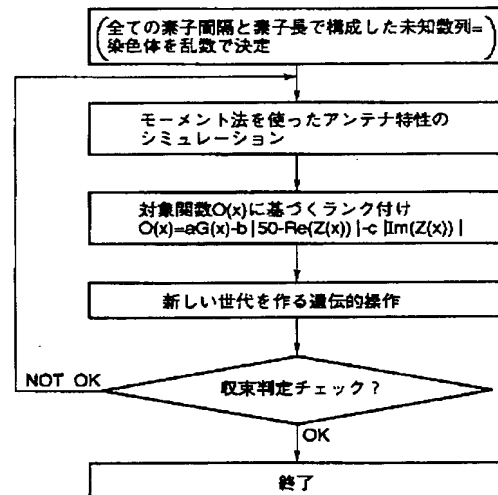 (全ての素子間隔と素子長で構成した未知数列=
染色体を乱数で決定)
モーメント法を使ったアンテナ特性の
シミュレーション
対象関数O(x)に基づくランク付け
O(x)=aG(x)-b|50-Re(Z(x))|-c|Im(Z(x))|
新しい世代を作る遺伝的操作
収束判定チェック?
NOT OK
OK
終了